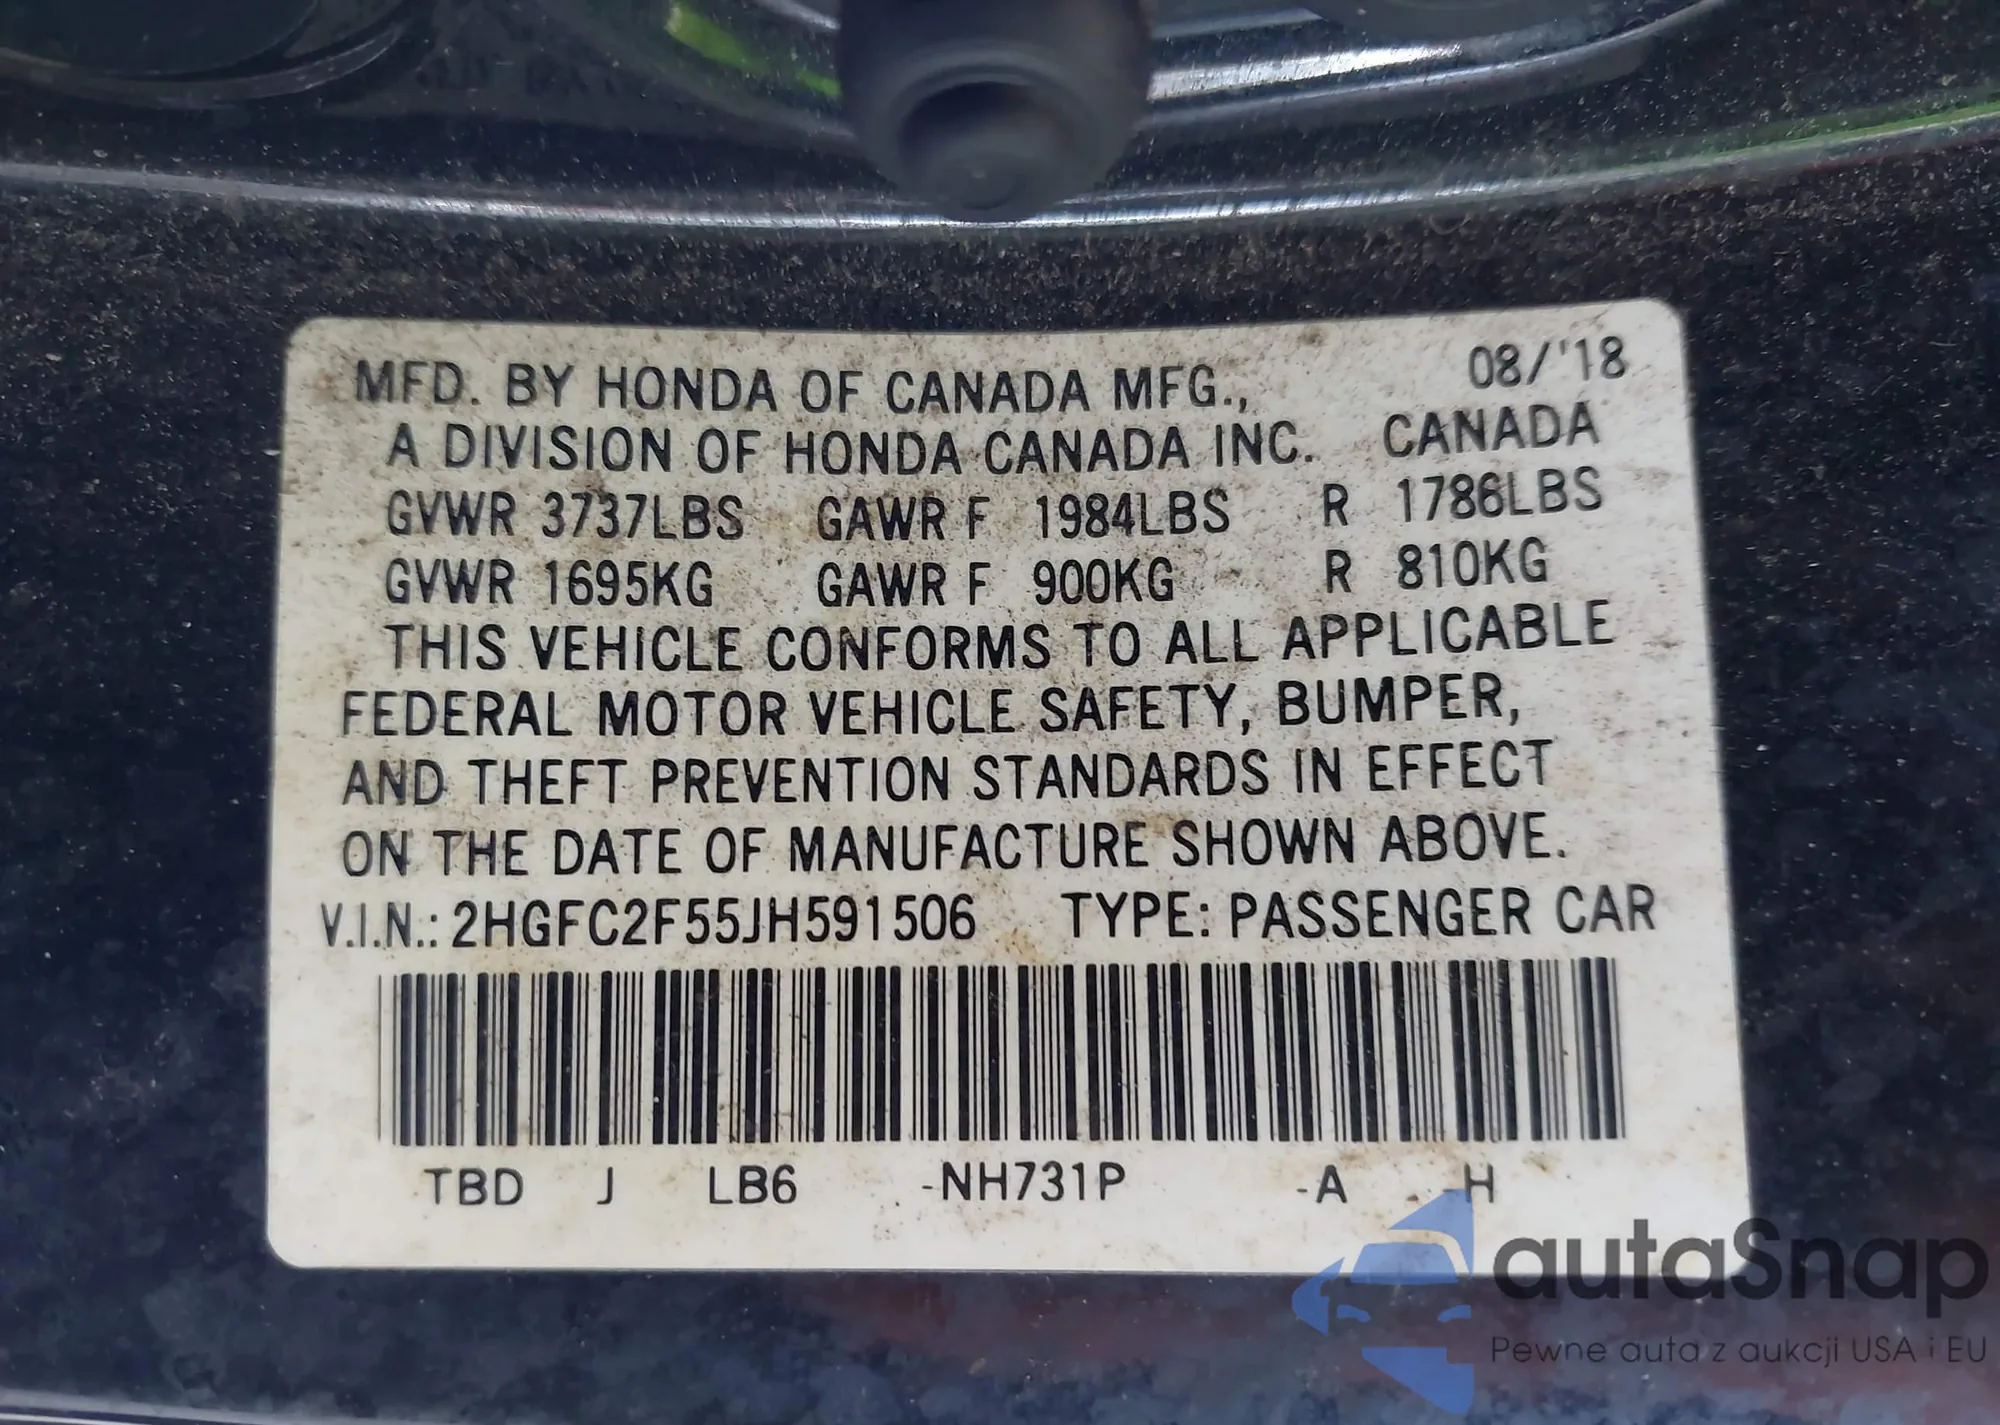 MFD. BY HONDA OF CANADA MFG., 08/'18
A DIVISION OF HONDA CANADA INC. CANADA
GVWR 3737LBS GAWR F 1984LBS R 1786LBS
GVWR 1695KG GAWR F 900KG R 810KG
THIS VEHICLE CONFORMS TO ALL APPLICABLE
FEDERAL MOTOR VEHICLE SAFETY, BUMPER,
AND THEFT PREVENTION STANDARDS IN EFFECT
ON THE DATE OF MANUFACTURE SHOWN ABOVE.
V.I.N.: 2HGFC2F55JH591506 TYPE: PASSENGER CAR
TBD J LB6 -NH731P -A -H
autaSnap
Pewne auta z aukcji USA i EU